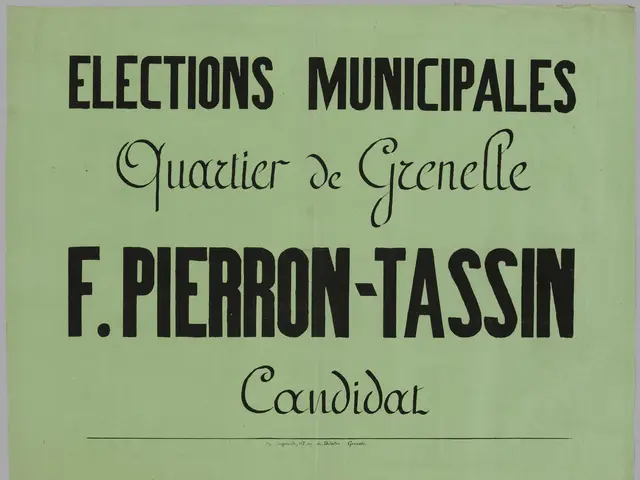 ELECTIONS MUNICIPALES
Quartier de Grenelle
F. PIERRON-TASSIN
Candidat